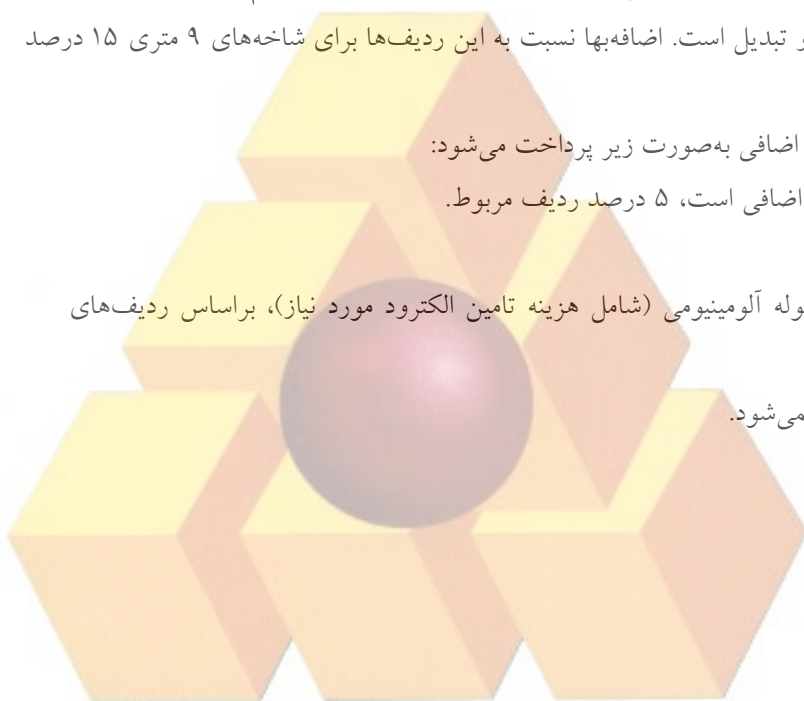 و تبدیل است. اضافه‌بها نسبت به این ردیف‌ها برای شاخه‌های ۹ متری ۱۵ درصد
اضافی به‌صورت زیر پرداخت می‌شود:
اضافی است، ۵ درصد ردیف مربوط.
وله آلومینیومی (شامل هزینه تامین الکترود مورد نیاز)، براساس ردیف‌های
می‌شود.